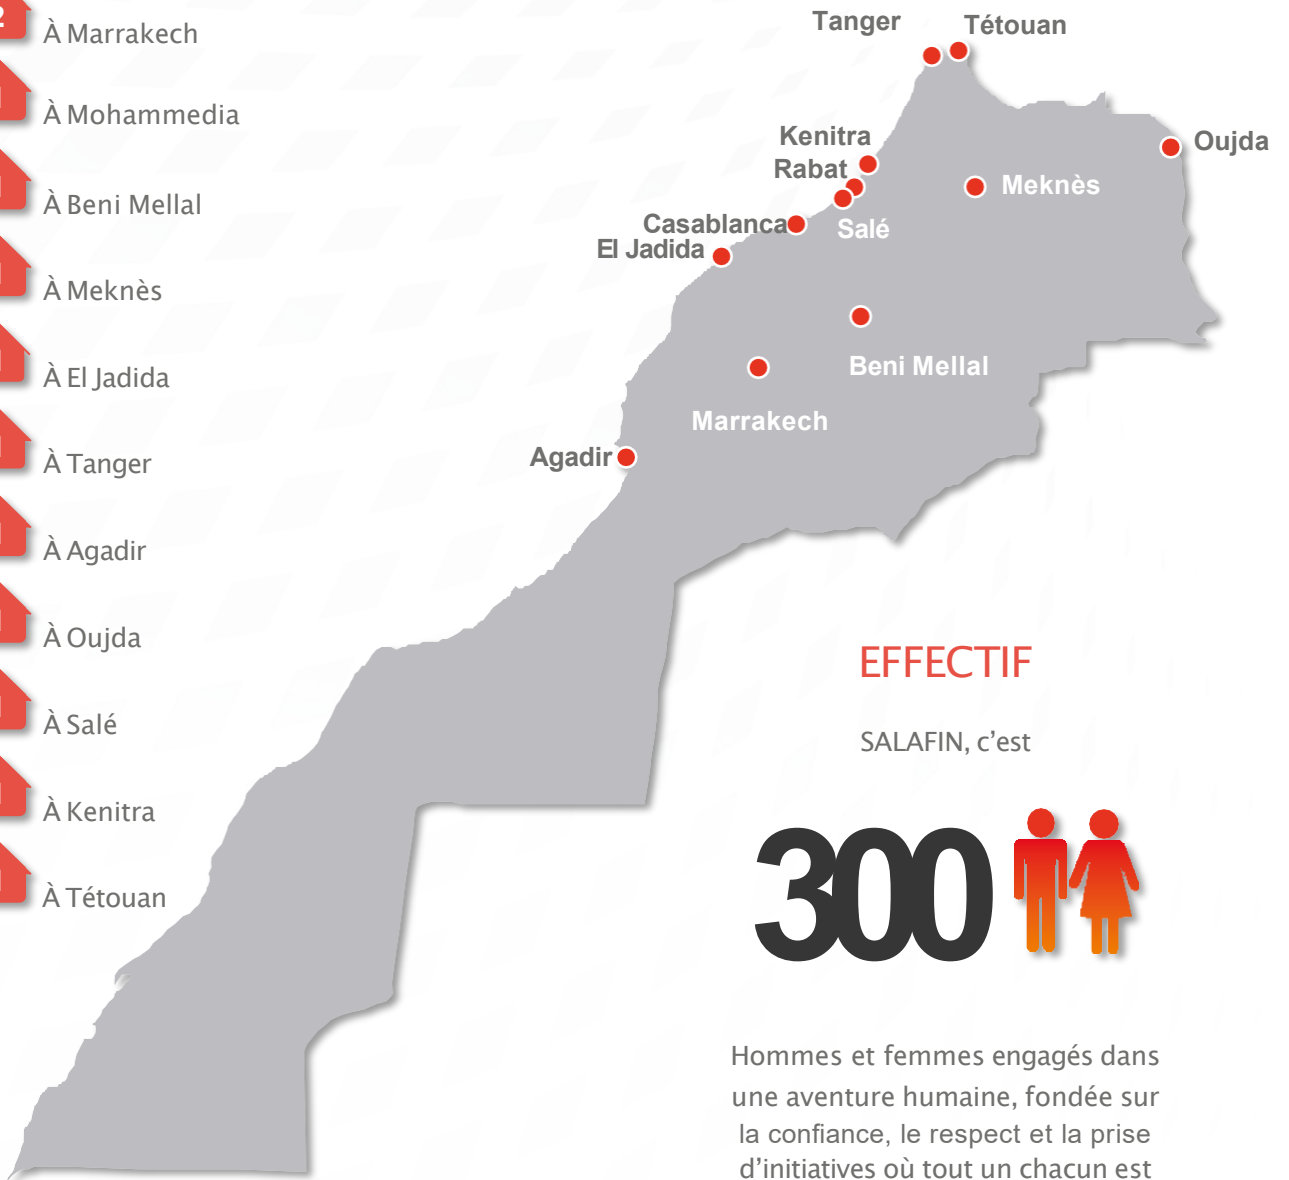 2
À Marrakech
À Mohammedia
À Beni Mellal
À Meknès
À El Jadida
À Tanger
À Agadir
À Oujda
À Salé
À Kenitra
À Tétouan
Tanger
Tétouan
Kenitra
Rabat
Oujda
Meknès
Casablanca
Salé
El Jadida
Beni Mellal
Marrakech
Agadir
EFFECTIF
SALAFIN, c’est
300
Hommes et femmes engagés dans
une aventure humaine, fondée sur
la confiance, le respect et la prise
d’initiatives où tout un chacun est